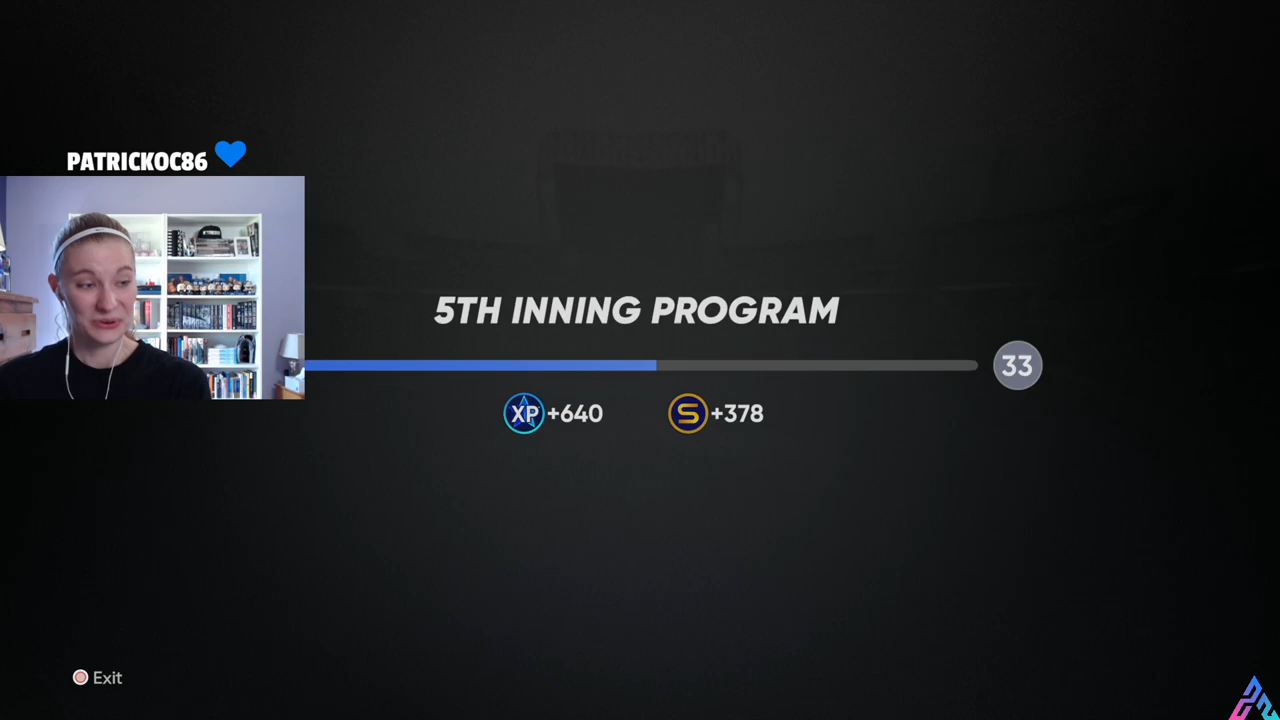 PATRICKOC86
5TH INNING PROGRAM
33
XP +640
S +378
Exit